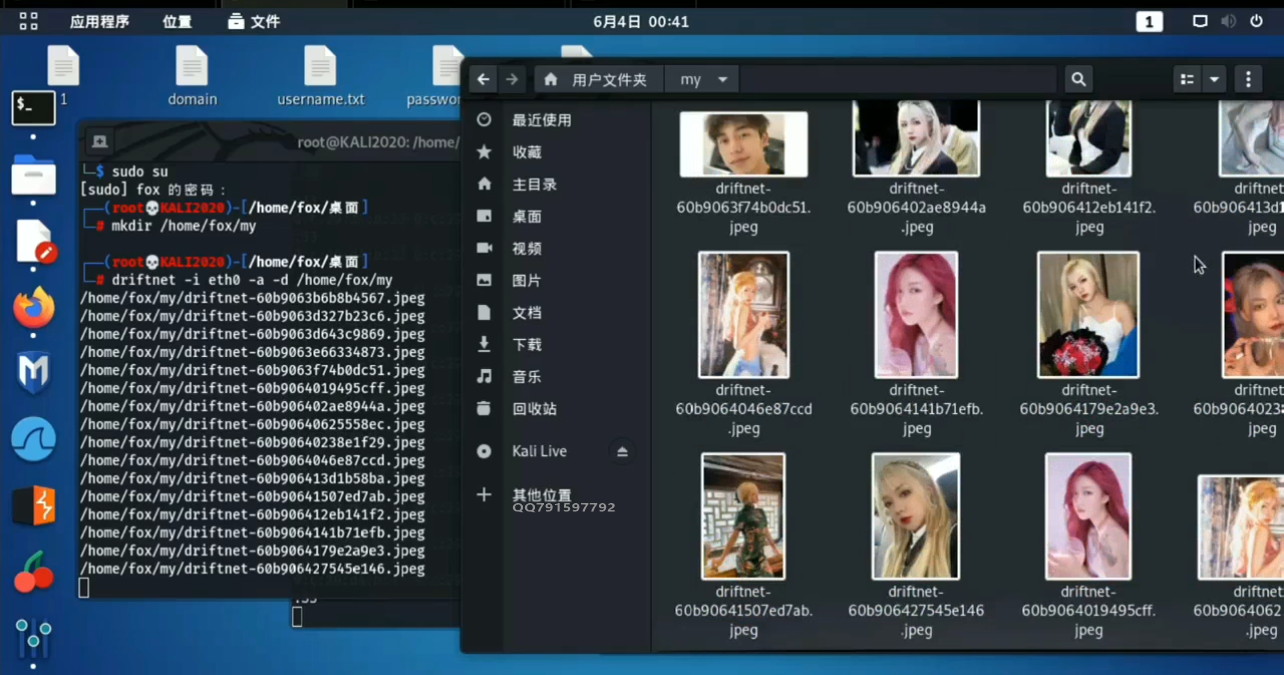 应用程序 位置 文件 6月4日 00:41 1
1 domain username.txt passwor
root@KALI2020: /home/
└─$ sudo su
[sudo] fox 的密码：
┌──(root💀KALI2020)-[/home/fox/桌面]
└─# mkdir /home/fox/my
┌──(root💀KALI2020)-[/home/fox/桌面]
└─# driftnet -i eth0 -a -d /home/fox/my
/home/fox/my/driftnet-60b9063b6b8b4567.jpeg
/home/fox/my/driftnet-60b9063d327b23c6.jpeg
/home/fox/my/driftnet-60b9063d643c9869.jpeg
/home/fox/my/driftnet-60b9063e66334873.jpeg
/home/fox/my/driftnet-60b9063f74b0dc51.jpeg
/home/fox/my/driftnet-60b9064019495cff.jpeg
/home/fox/my/driftnet-60b906402ae8944a.jpeg
/home/fox/my/driftnet-60b90640625558ec.jpeg
/home/fox/my/driftnet-60b90640238e1f29.jpeg
/home/fox/my/driftnet-60b9064046e87ccd.jpeg
/home/fox/my/driftnet-60b906413d1b58ba.jpeg
/home/fox/my/driftnet-60b90641507ed7ab.jpeg
/home/fox/my/driftnet-60b906412eb141f2.jpeg
/home/fox/my/driftnet-60b9064141b71efb.jpeg
/home/fox/my/driftnet-60b9064179e2a9e3.jpeg
/home/fox/my/driftnet-60b906427545e146.jpeg
用户文件夹 my
最近使用
收藏
主目录
桌面
视频
图片
文档
下载
音乐
回收站
Kali Live
其他位置
QQ791597792
driftnet- driftnet- driftnet- driftnet
60b9063f74b0dc51. 60b906402ae8944a 60b906412eb141f2. 60b906413d1
jpeg .jpeg jpeg jpeg
driftnet- driftnet- driftnet- driftnet
60b9064046e87ccd 60b9064141b71efb. 60b9064179e2a9e3. 60b9064023
.jpeg jpeg jpeg jpeg
driftnet- driftnet- driftnet- driftnet
60b90641507ed7ab. 60b906427545e146 60b9064019495cff. 60b9064062
jpeg .jpeg jpeg .jpeg